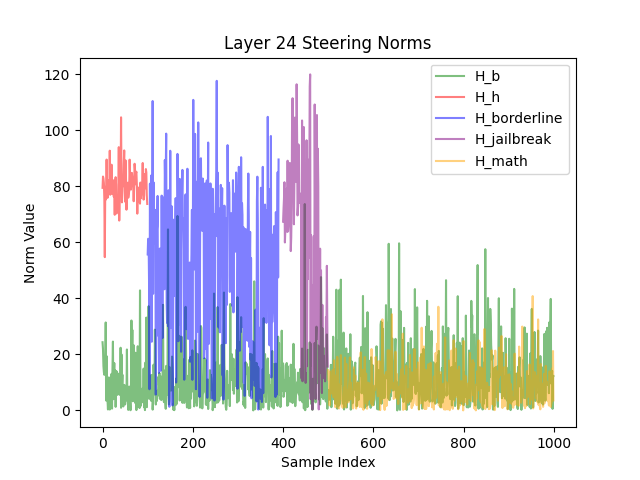 Layer 24 Steering Norms
120
100
80
60
40
20
0
Norm Value
0
200
400
600
800
1000
Sample Index
H_b
H_h
H_borderline
H_jailbreak
H_math